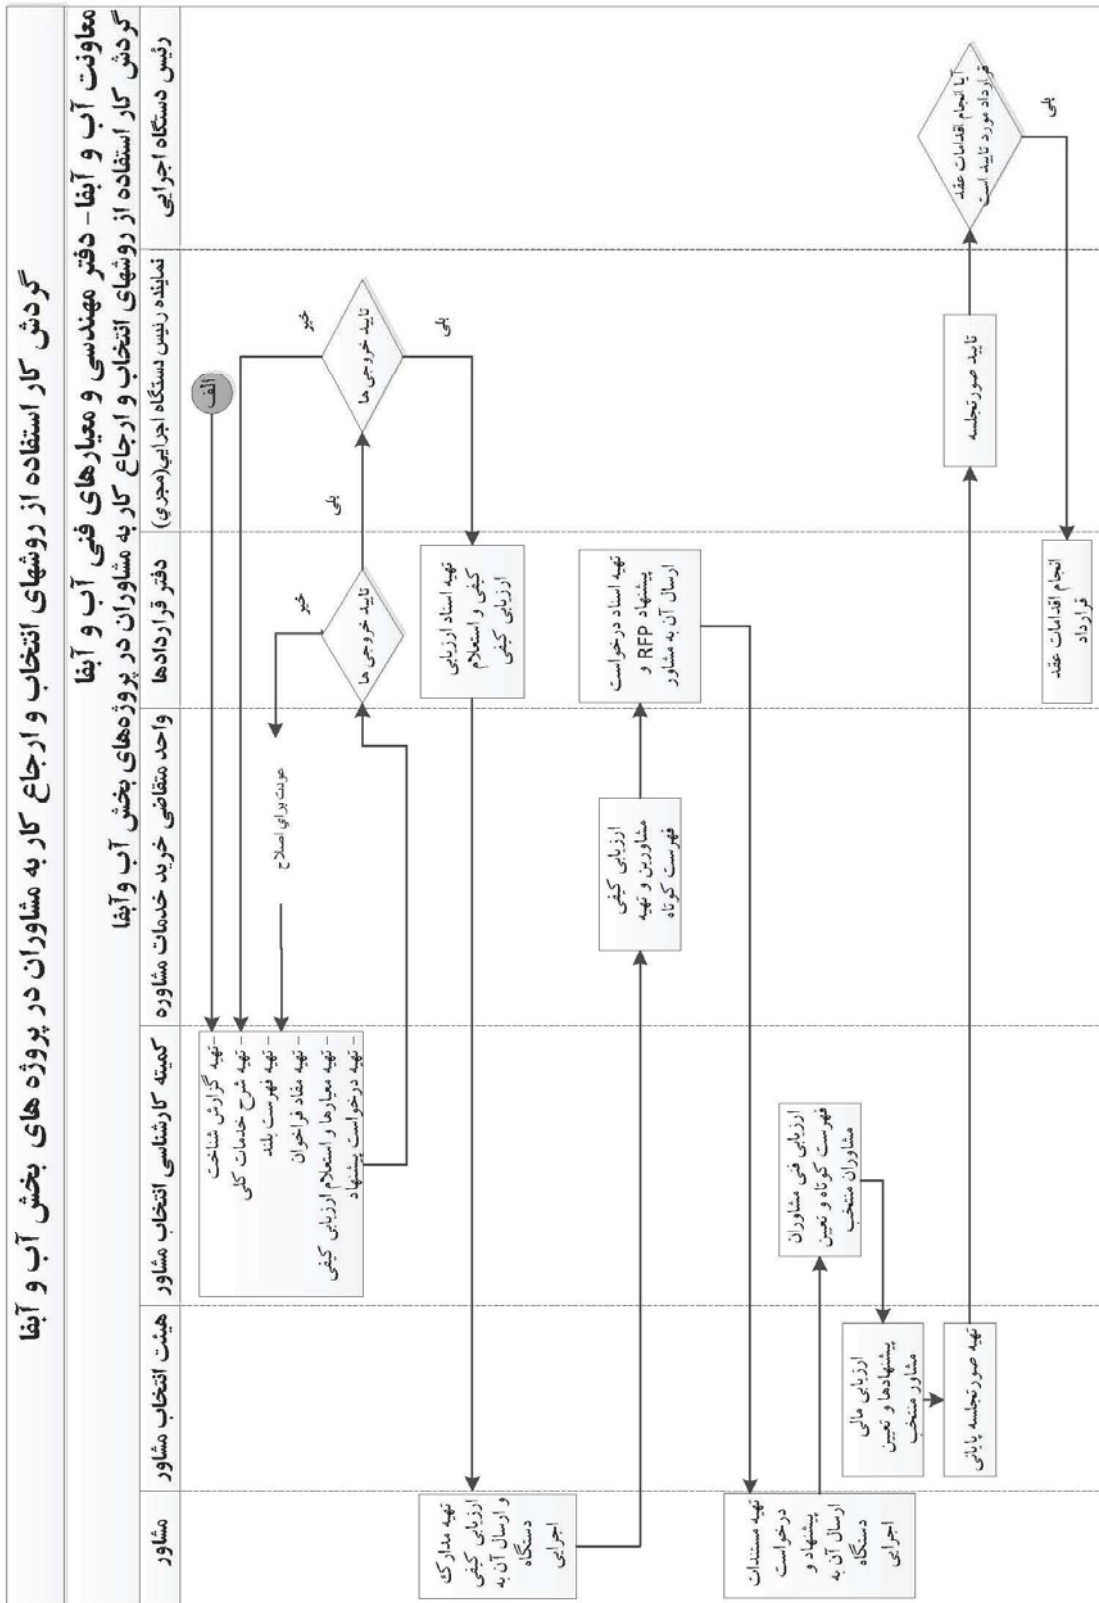 گردش کار استفاده از روشهای انتخاب و ارجاع کار به مشاوران در پروژه های بخش آب و آبفا
معاونت آب و آبفا- دفتر مهندسی و معیارهای فنی آب و آبفا
گردش کار استفاده از روشهای انتخاب و ارجاع کار به مشاوران در پروژه‌های بخش آب وآبفا
رئیس دستگاه اجرایی
نماینده رئیس دستگاه اجرایی(مجری)
دفتر قراردادها
واحد متقاضی خرید خدمات مشاوره
کمیته کارشناسی انتخاب مشاور
هیئت انتخاب مشاور
مشاور
الف
– تهیه گزارش شناخت
– تهیه شرح خدمات کلی
– تهیه فهرست بلند
– تهیه مفاد فراخوان
– تهیه معیارها و استعلام ارزیابی کیفی
– تهیه درخواست پیشنهاد
عودت برای اصلاح
خیر
تایید خروجی ها
بلی
خیر
تایید خروجی ها
بلی
تهیه اسناد ارزیابی
کیفی و استعلام
ارزیابی کیفی
تهیه مدارک
ارزیابی کیفی
و ارسال آن به
دستگاه
اجرایی
ارزیابی کیفی
مشاورین و تهیه
فهرست کوتاه
تهیه اسناد درخواست
پیشنهاد RFP و
ارسال آن به مشاور
تهیه مستندات
درخواست
پیشنهاد و
ارسال آن به
دستگاه
اجرایی
ارزیابی فنی مشاوران
فهرست کوتاه و تعیین
مشاوران منتخب
ارزیابی مالی
پیشنهادها و تعیین
مشاور منتخب
تهیه صورتجلسه پایانی
تایید صورتجلسه
آیا انجام اقدامات عقد
قرارداد مورد تایید است
بلی
انجام اقدامات عقد
قرارداد